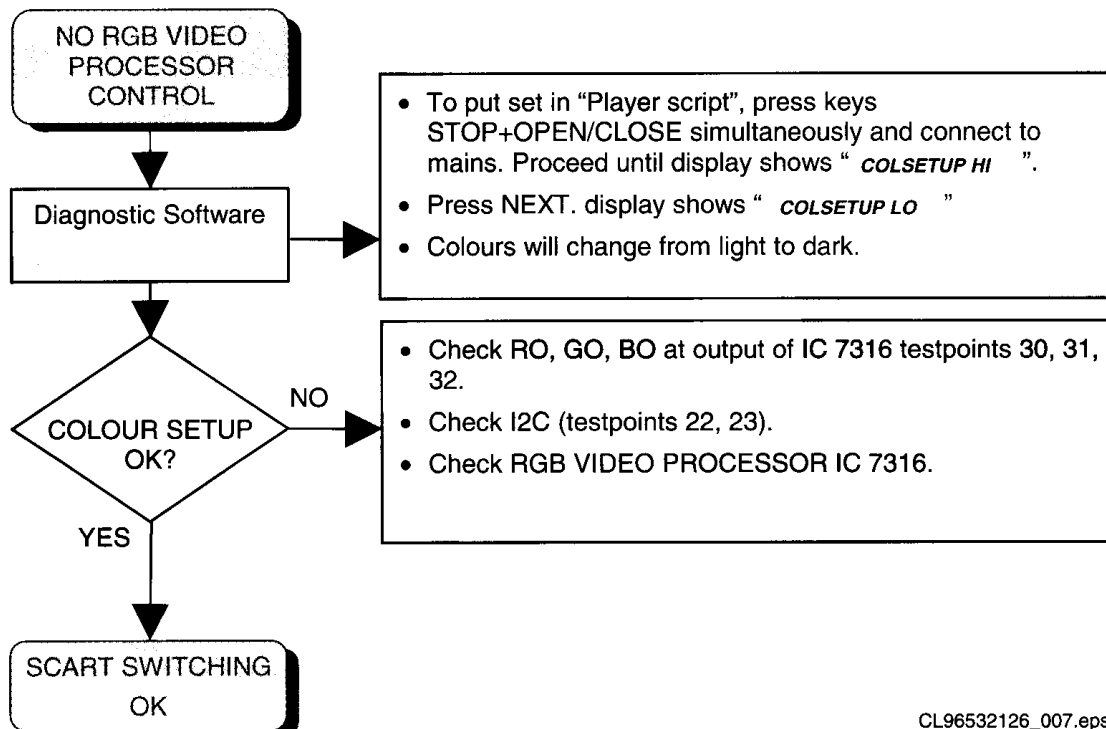 NO RGB VIDEO
PROCESSOR
CONTROL
• To put set in “Player script”, press keys
STOP+OPEN/CLOSE simultaneously and connect to
mains. Proceed until display shows “ COLSETUP HI ”.
• Press NEXT. display shows “ COLSETUP LO ”
• Colours will change from light to dark.
Diagnostic Software
• Check RO, GO, BO at output of IC 7316 testpoints 30, 31,
32.
• Check I2C (testpoints 22, 23).
• Check RGB VIDEO PROCESSOR IC 7316.
NO
COLOUR SETUP
OK?
YES
SCART SWITCHING
OK
CL96532126_007.eps